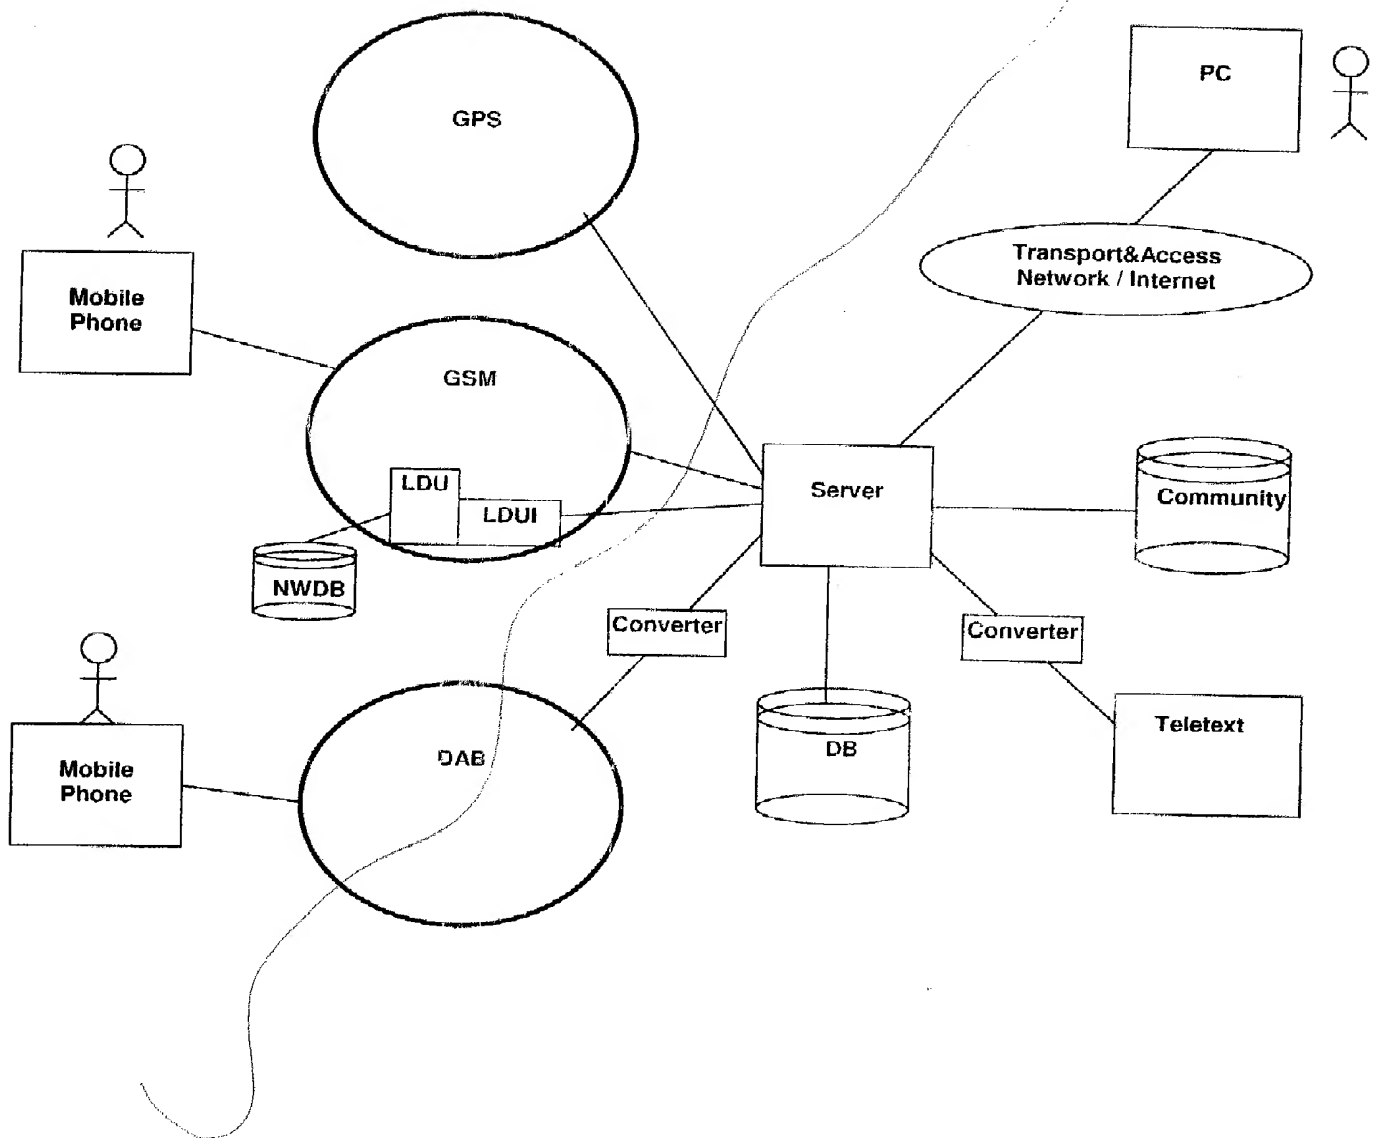 GPS
PC
Transport&Access
Network / Internet
Mobile
Phone
GSM
LDU
LDUI
NWDB
Server
Community
Converter
Converter
Mobile
Phone
DAB
DB
Teletext